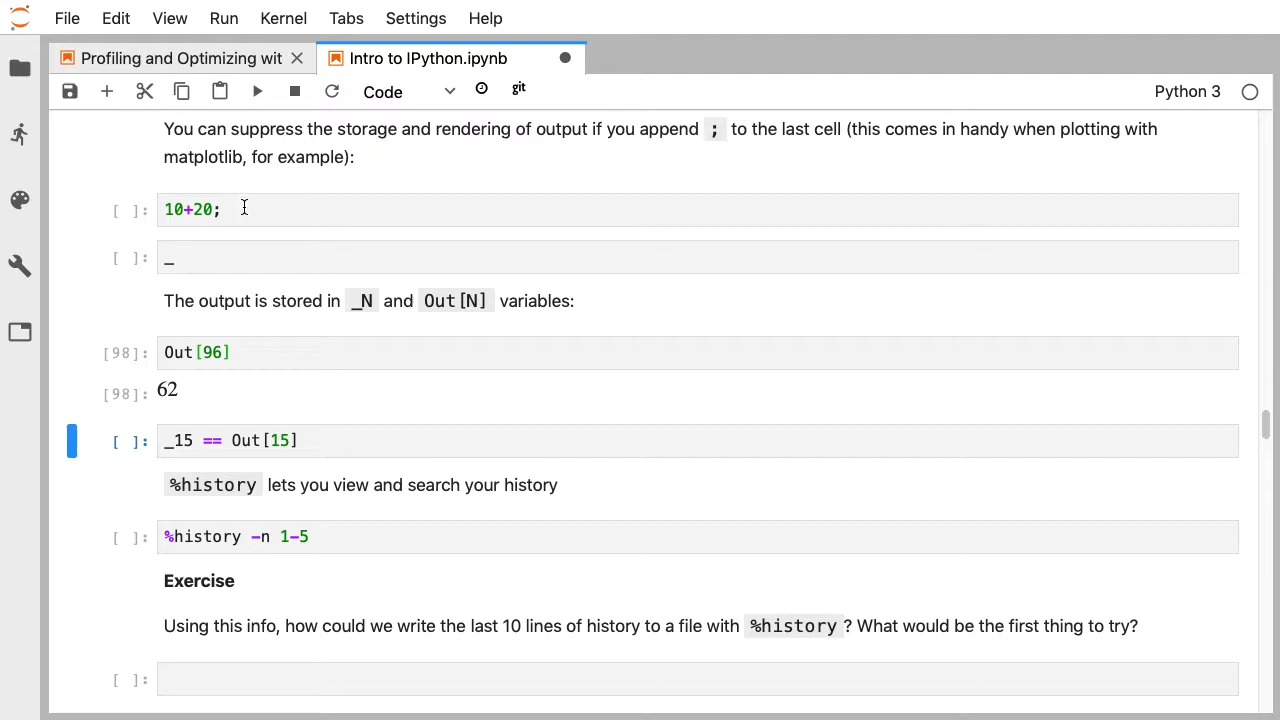 File Edit View Run Kernel Tabs Settings Help
Profiling and Optimizing wit
Intro to IPython.ipynb
Code
git
Python 3
You can suppress the storage and rendering of output if you append ; to the last cell (this comes in handy when plotting with
matplotlib, for example):
[ ]: 10+20;
[ ]: _
The output is stored in _N and Out[N] variables:
[98]: Out[96]
[98]: 62
[ ]: _15 == Out[15]
%history lets you view and search your history
[ ]: %history -n 1-5
Exercise
Using this info, how could we write the last 10 lines of history to a file with %history? What would be the first thing to try?
[ ]: